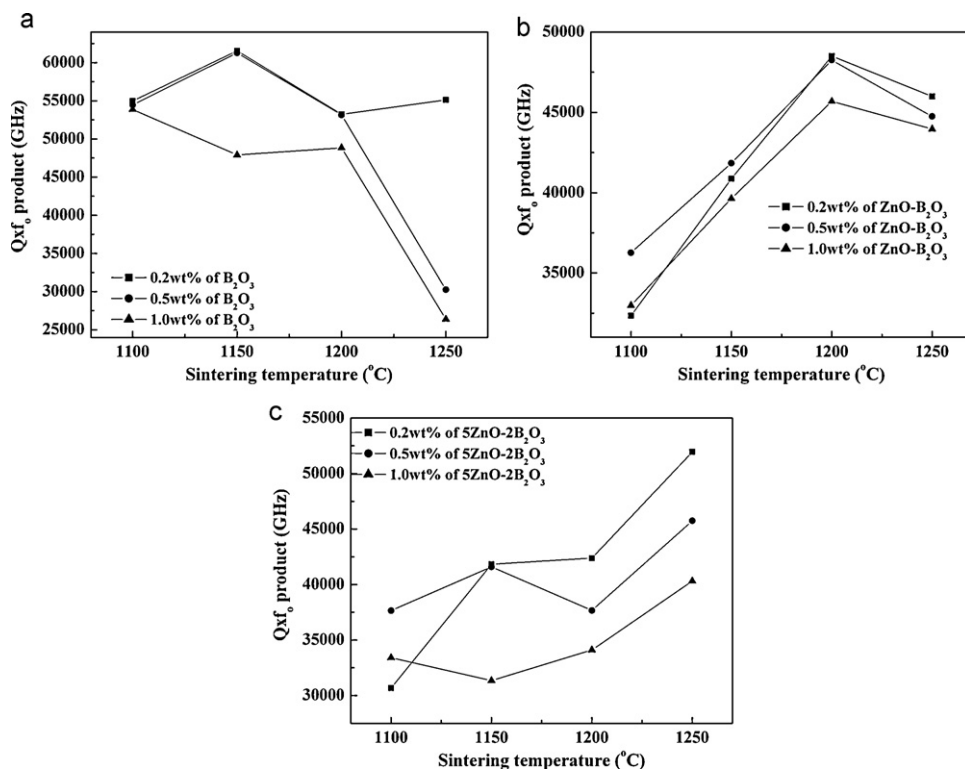 a
Qxfₒ product (GHz)
60000
55000
50000
45000
40000
35000
30000
25000
0.2wt% of B₂O₃
0.5wt% of B₂O₃
1.0wt% of B₂O₃
1100 1150 1200 1250
Sintering temperature (°C)
b
Qxfₒ product (GHz)
45000
40000
35000
0.2wt% of ZnO-B₂O₃
0.5wt% of ZnO-B₂O₃
1.0wt% of ZnO-B₂O₃
1100 1150 1200 1250
Sintering temperature (°C)
c
Qxfₒ product (GHz)
55000
50000
45000
40000
35000
30000
0.2wt% of 5ZnO-2B₂O₃
0.5wt% of 5ZnO-2B₂O₃
1.0wt% of 5ZnO-2B₂O₃
1100 1150 1200 1250
Sintering temperature (°C)